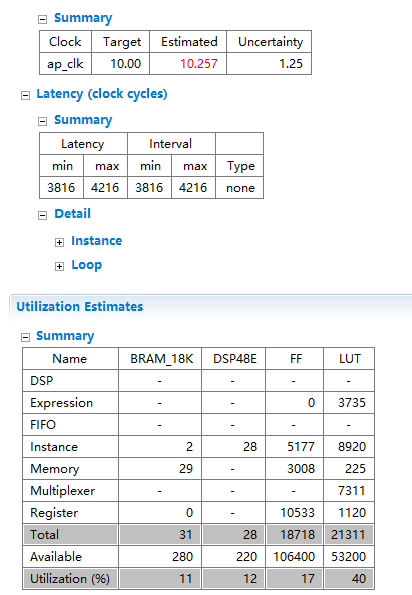 Summary
Clock Target Estimated Uncertainty
ap_clk 10.00 10.257 1.25
Latency (clock cycles)
Summary
Latency Interval
min max min max Type
3816 4216 3816 4216 none
Detail
Instance
Loop
Utilization Estimates
Summary
Name BRAM_18K DSP48E FF LUT
DSP - - - -
Expression - - 0 3735
FIFO - - - -
Instance 2 28 5177 8920
Memory 29 - 3008 225
Multiplexer - - - 7311
Register 0 - 10533 1120
Total 31 28 18718 21311
Available 280 220 106400 53200
Utilization (%) 11 12 17 40